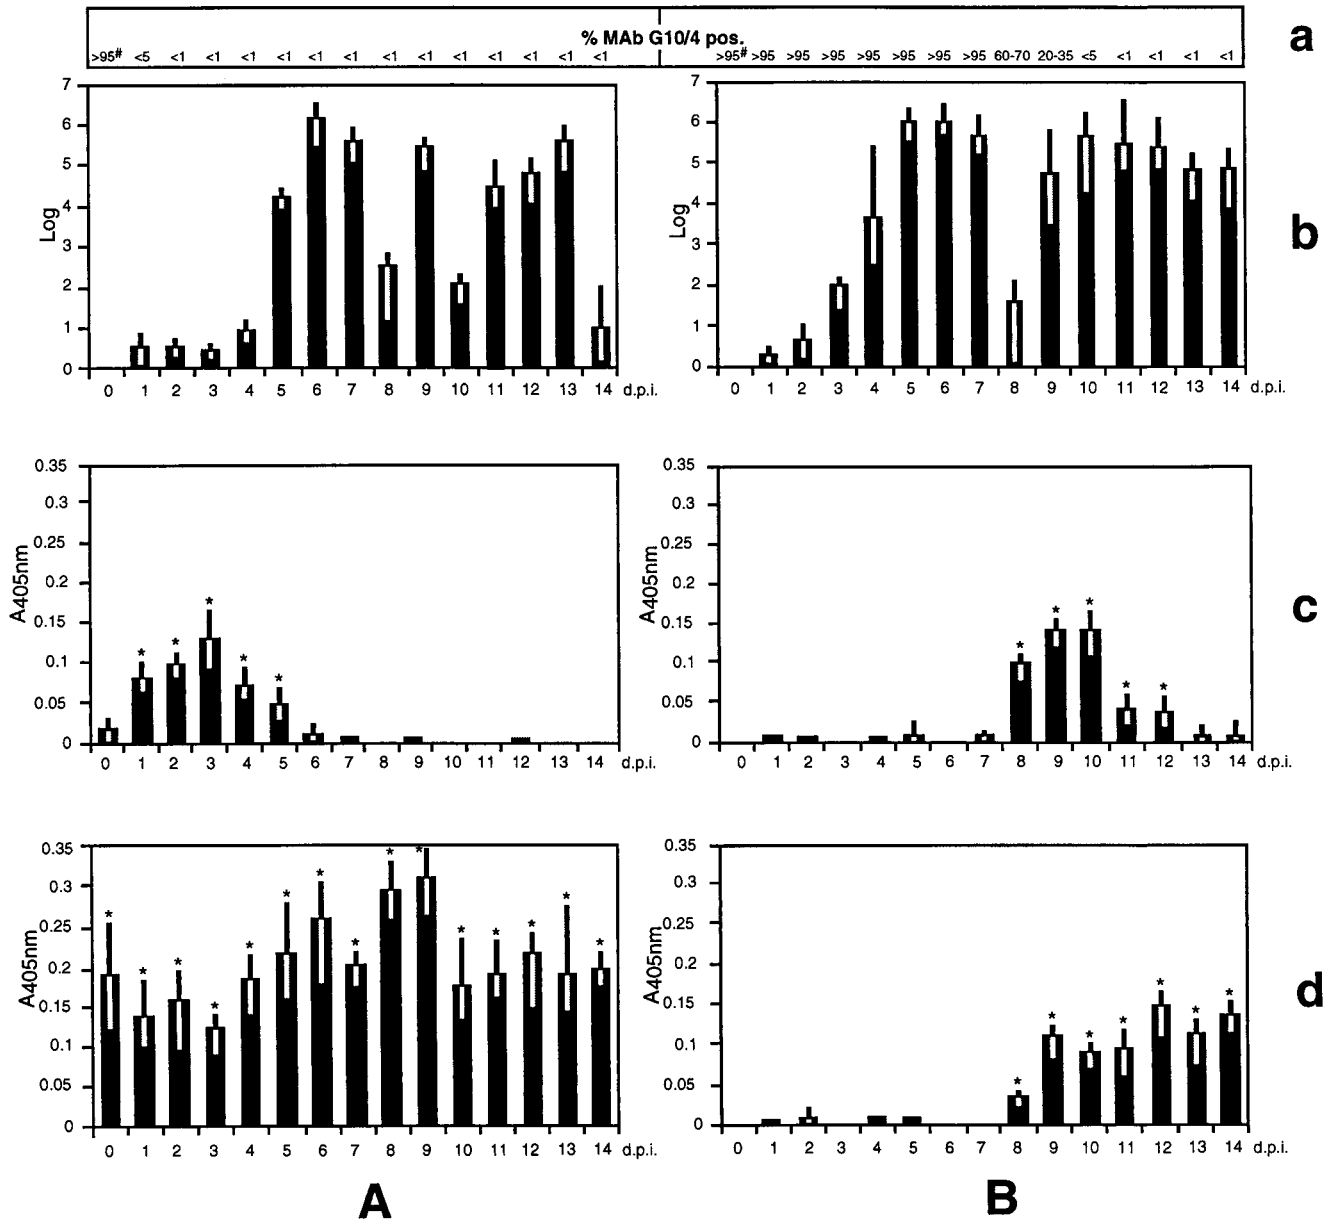 % MAb G10/4 pos.
a
>95# <5 <1 <1 <1 <1 <1 <1 <1 <1 <1 <1 <1 <1 <1
>95# >95 >95 >95 >95 >95 >95 >95 60-70 20-35 <5 <1 <1 <1 <1
7
6
5
4
3
2
1
0
Log
0 1 2 3 4 5 6 7 8 9 10 11 12 13 14 d.p.i.
7
6
5
4
3
2
1
0
Log
0 1 2 3 4 5 6 7 8 9 10 11 12 13 14 d.p.i.
b
0.35
0.3
0.25
0.2
0.15
0.1
0.05
0
A405nm
* * * * *
0 1 2 3 4 5 6 7 8 9 10 11 12 13 14 d.p.i.
0.35
0.3
0.25
0.2
0.15
0.1
0.05
0
A405nm
* * * * *
0 1 2 3 4 5 6 7 8 9 10 11 12 13 14 d.p.i.
c
0.35
0.3
0.25
0.2
0.15
0.1
0.05
0
A405nm
* * * * * * * * * * * * * * *
0 1 2 3 4 5 6 7 8 9 10 11 12 13 14 d.p.i.
0.35
0.3
0.25
0.2
0.15
0.1
0.05
0
A405nm
* * * * * * *
0 1 2 3 4 5 6 7 8 9 10 11 12 13 14 d.p.i.
d
A
B